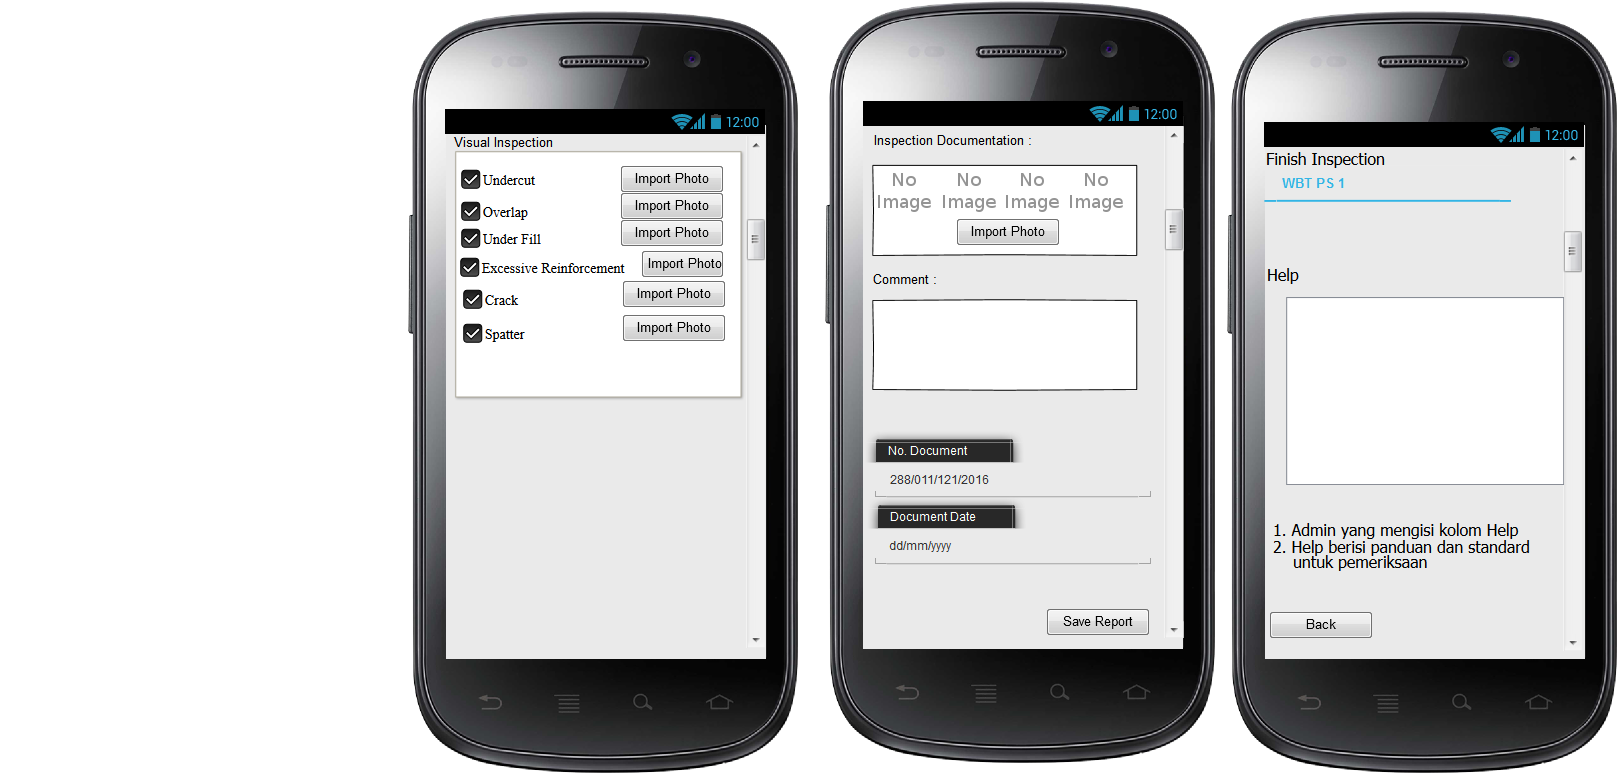 12:00
Visual Inspection
Undercut Import Photo
Overlap Import Photo
Under Fill Import Photo
Excessive Reinforcement Import Photo
Crack Import Photo
Spatter Import Photo
12:00
Inspection Documentation :
No No No No
Image Image Image Image
Import Photo
Comment :
No. Document
288/011/121/2016
Document Date
dd/mm/yyyy
Save Report
12:00
Finish Inspection
WBT PS 1
Help
1. Admin yang mengisi kolom Help
2. Help berisi panduan dan standard
untuk pemeriksaan
Back